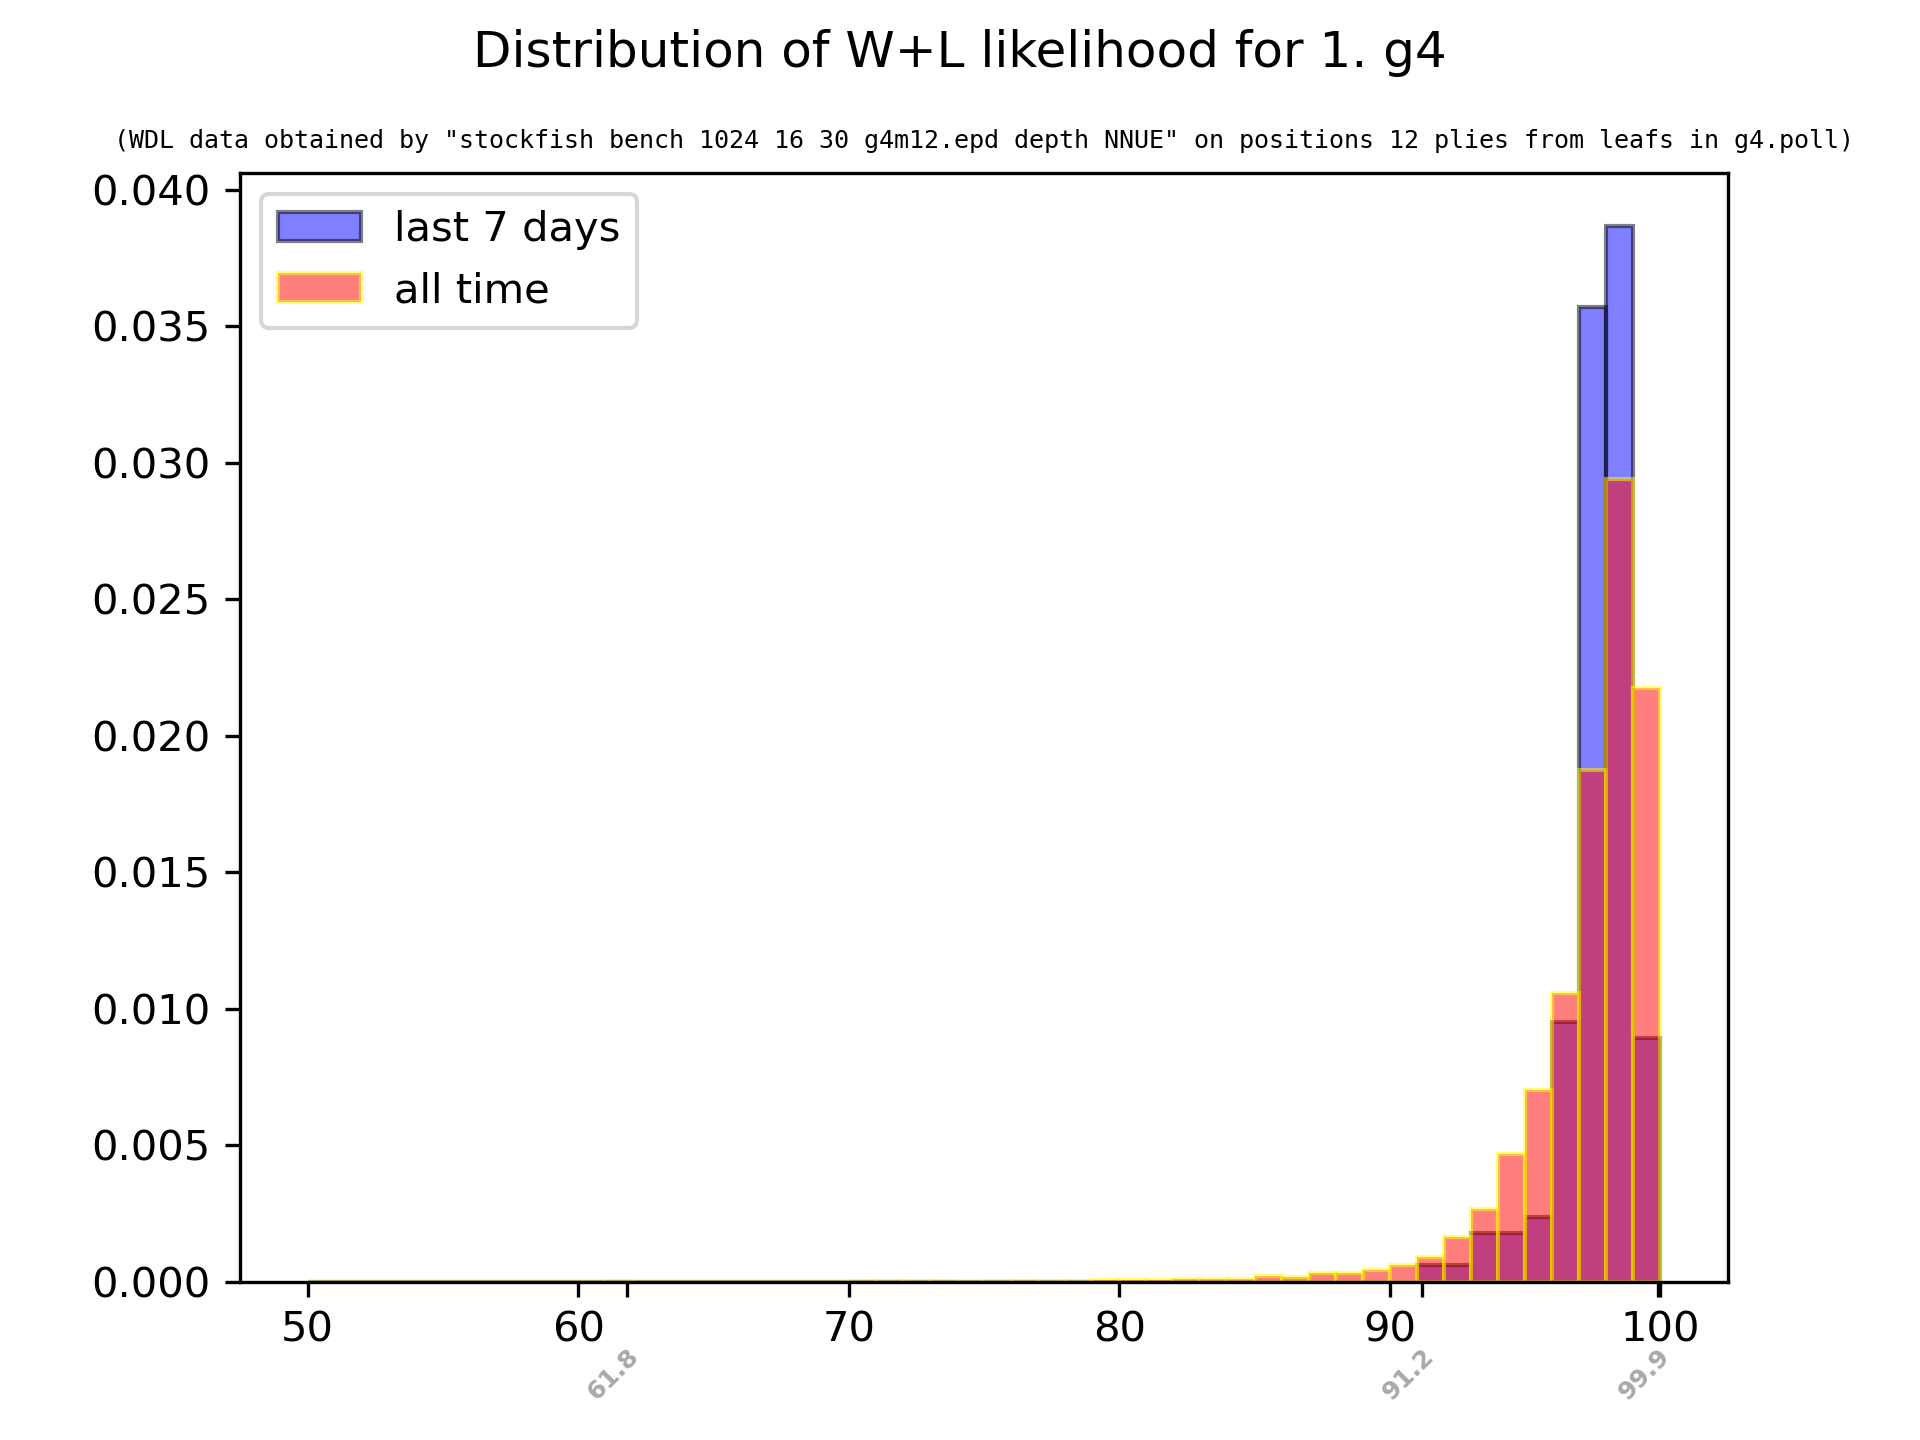 Distribution of W+L likelihood for 1. g4
(WDL data obtained by "stockfish bench 1024 16 30 g4m12.epd depth NNUE" on positions 12 plies from leafs in g4.poll)
last 7 days
all time
0.040
0.035
0.030
0.025
0.020
0.015
0.010
0.005
0.000
50 60 70 80 90 100
61.8 91.2 99.9